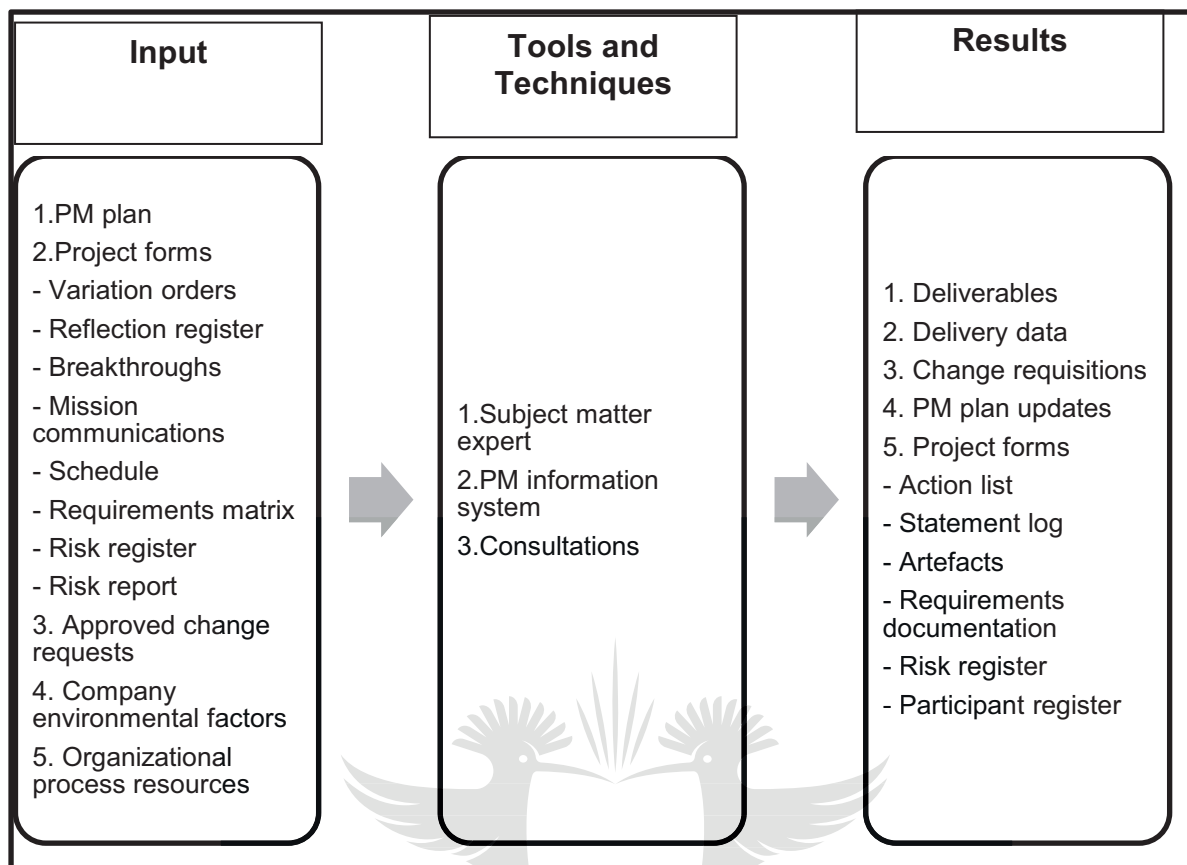 Input
1.PM plan
2.Project forms
- Variation orders
- Reflection register
- Breakthroughs
- Mission
communications
- Schedule
- Requirements matrix
- Risk register
- Risk report
3. Approved change
requests
4. Company
environmental factors
5. Organizational
process resources
Tools and
Techniques
1.Subject matter
expert
2.PM information
system
3.Consultations
Results
1. Deliverables
2. Delivery data
3. Change requisitions
4. PM plan updates
5. Project forms
- Action list
- Statement log
- Artefacts
- Requirements
documentation
- Risk register
- Participant register